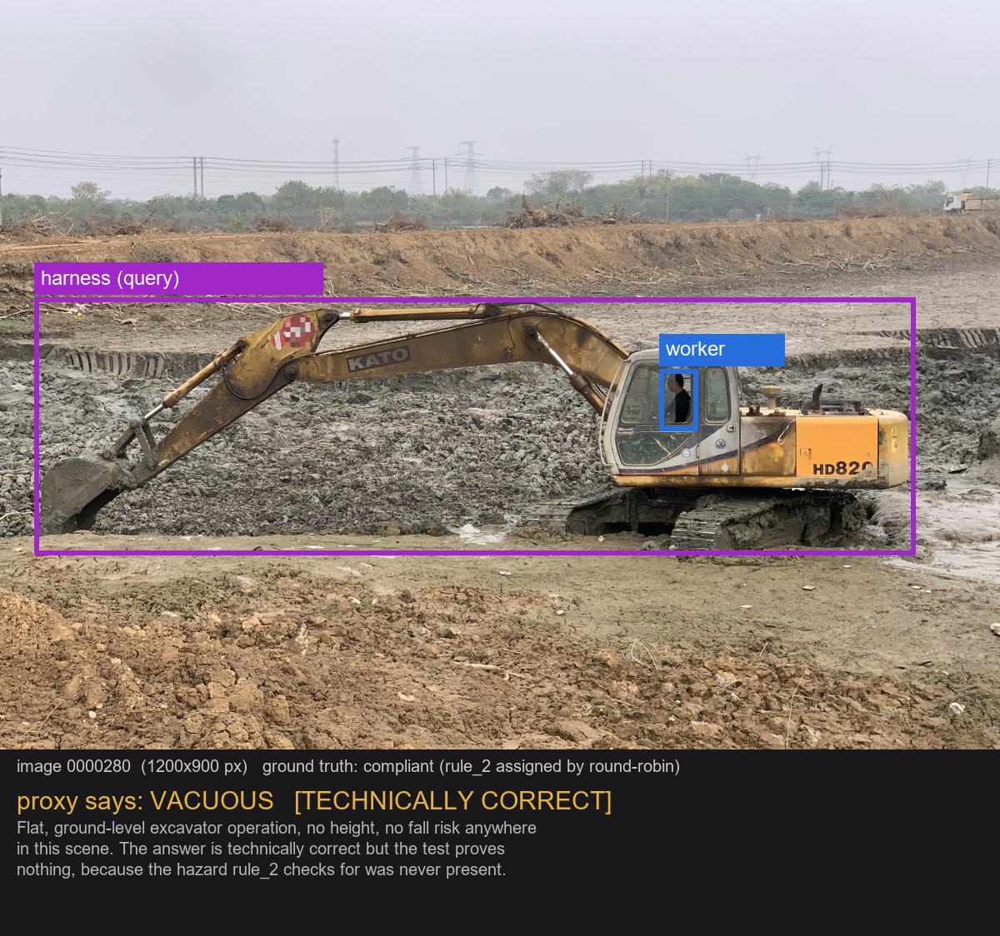 harness (query)
worker
KATO
HD820
image 0000280 (1200x900 px) ground truth: compliant (rule_2 assigned by round-robin)
proxy says: VACUOUS [TECHNICALLY CORRECT]
Flat, ground-level excavator operation, no height, no fall risk anywhere
in this scene. The answer is technically correct but the test proves
nothing, because the hazard rule_2 checks for was never present.